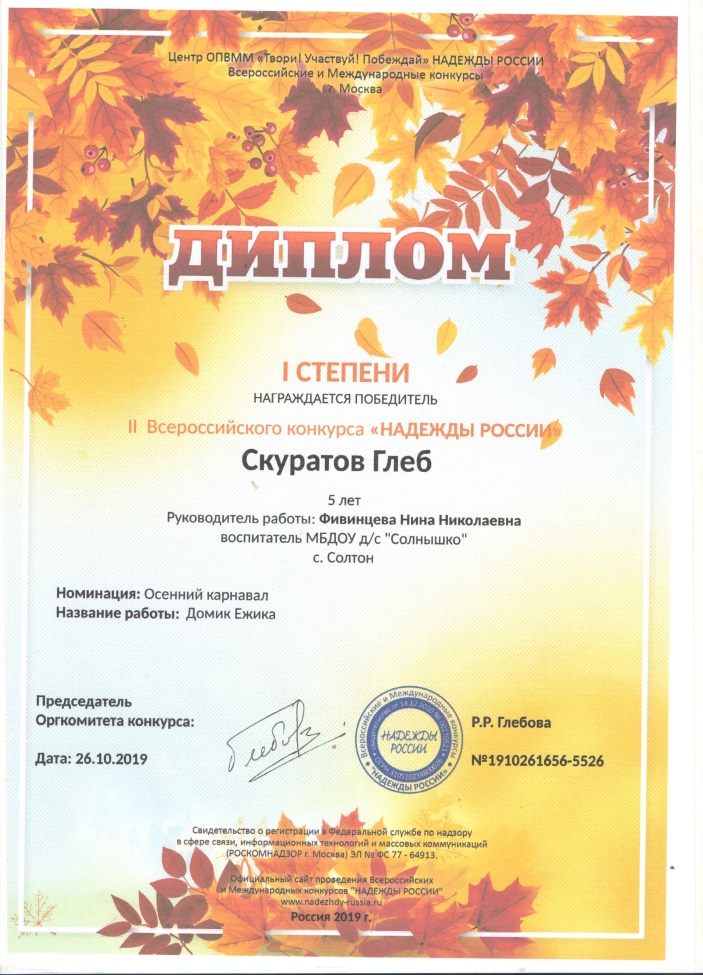 Центр ОПВММ «Твори! Участвуй! Побеждай» НАДЕЖДЫ РОССИИ
Всероссийские и Международные конкурсы
г. Москва
ДИПЛОМ
I СТЕПЕНИ
НАГРАЖДАЕТСЯ ПОБЕДИТЕЛЬ
II Всероссийского конкурса «НАДЕЖДЫ РОССИИ»
Скуратов Глеб
5 лет
Руководитель работы: Фивинцева Нина Николаевна
воспитатель МБДОУ д/с "Солнышко"
с. Солтон
Номинация: Осенний карнавал
Название работы: Домик Ежика
Председатель
Оргкомитета конкурса:
Р.Р. Глебова
Дата: 26.10.2019
№1910261656-5526
Всероссийские и Международные конкурсы
"НАДЕЖДЫ РОССИИ"
НАДЕЖДЫ
РОССИИ
Свидетельство о регистрации в Федеральной службе по надзору
в сфере связи, информационных технологий и массовых коммуникаций
(РОСКОМНАДЗОР г. Москва) ЭЛ № ФС 77 - 64913.
Официальный сайт проведения Всероссийских
и Международных конкурсов "НАДЕЖДЫ РОССИИ"
www.nadezhdy-russia.ru
Россия 2019 г.